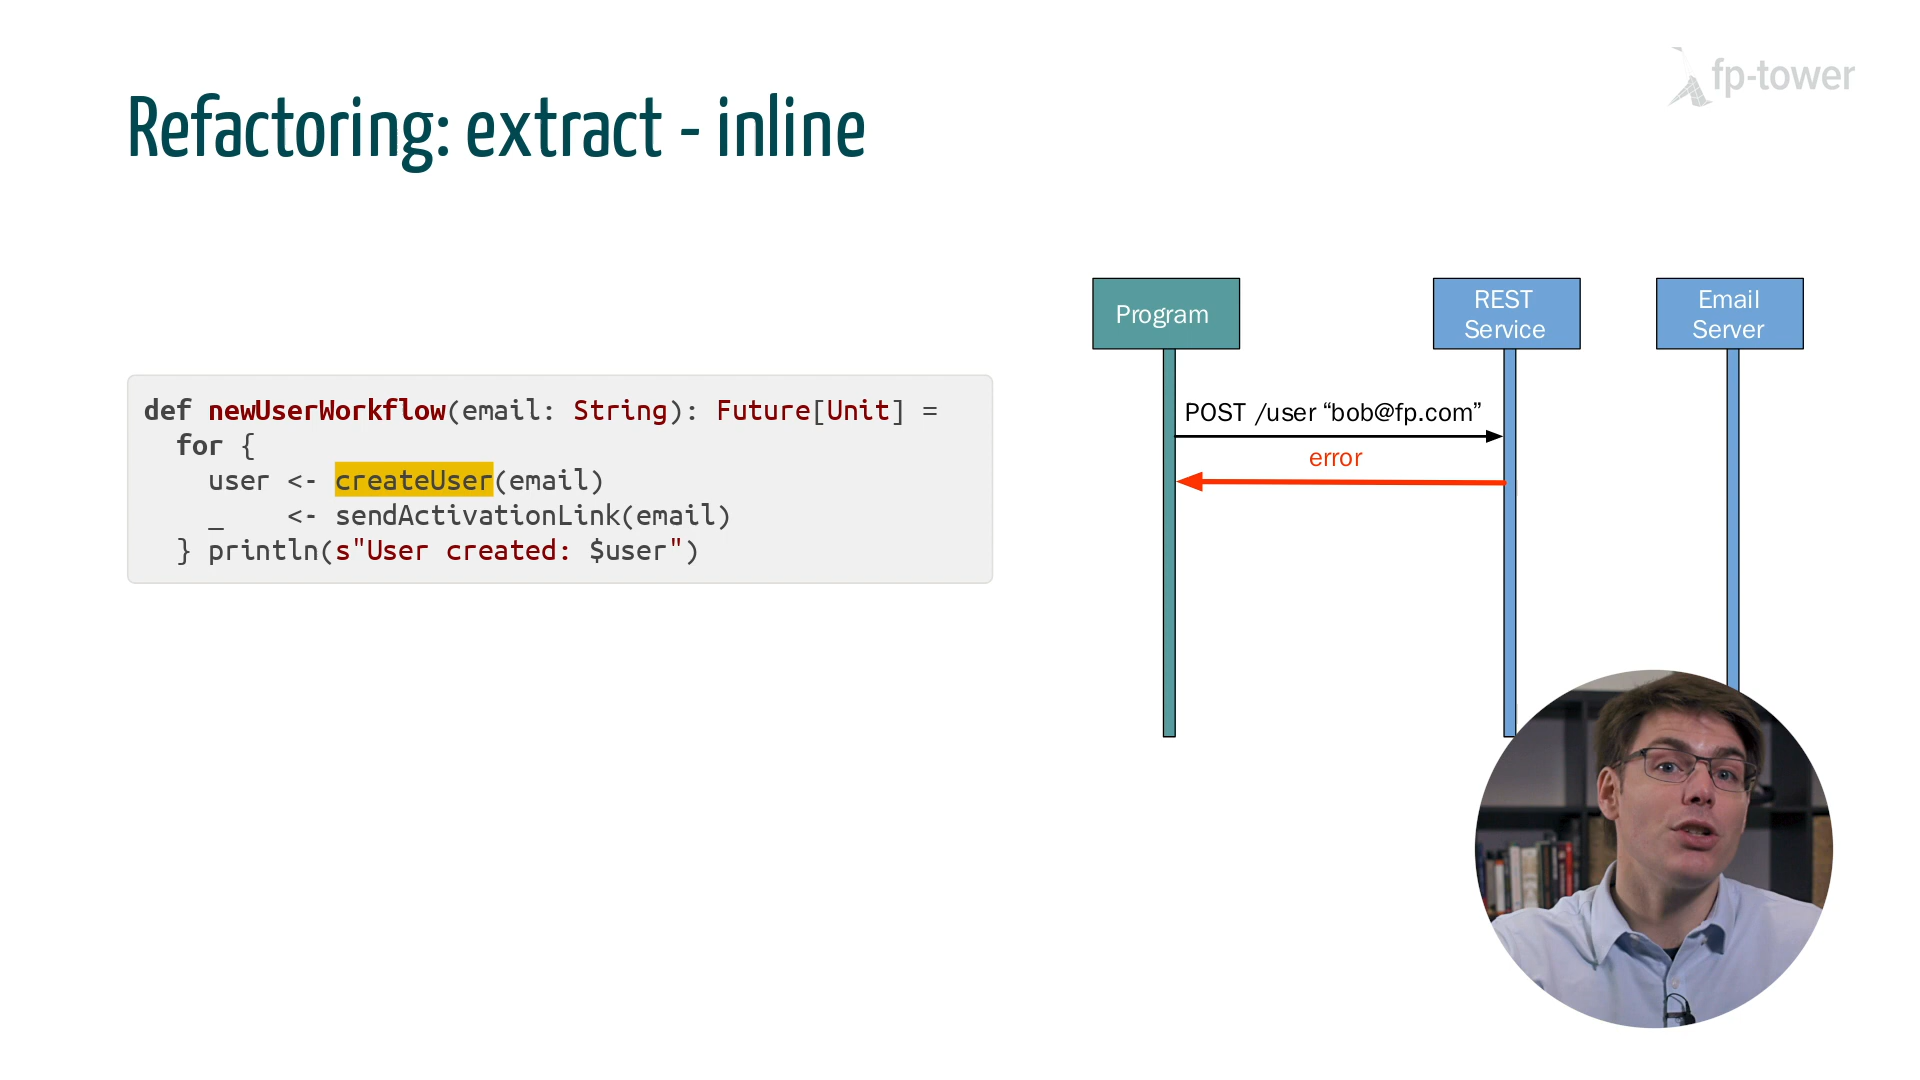 fp-tower
Refactoring: extract - inline
def newUserWorkflow(email: String): Future[Unit] =
  for {
    user <- createUser(email)
    _    <- sendActivationLink(email)
  } println(s"User created: $user")
Program
REST
Service
Email
Server
POST /user “bob@fp.com”
error